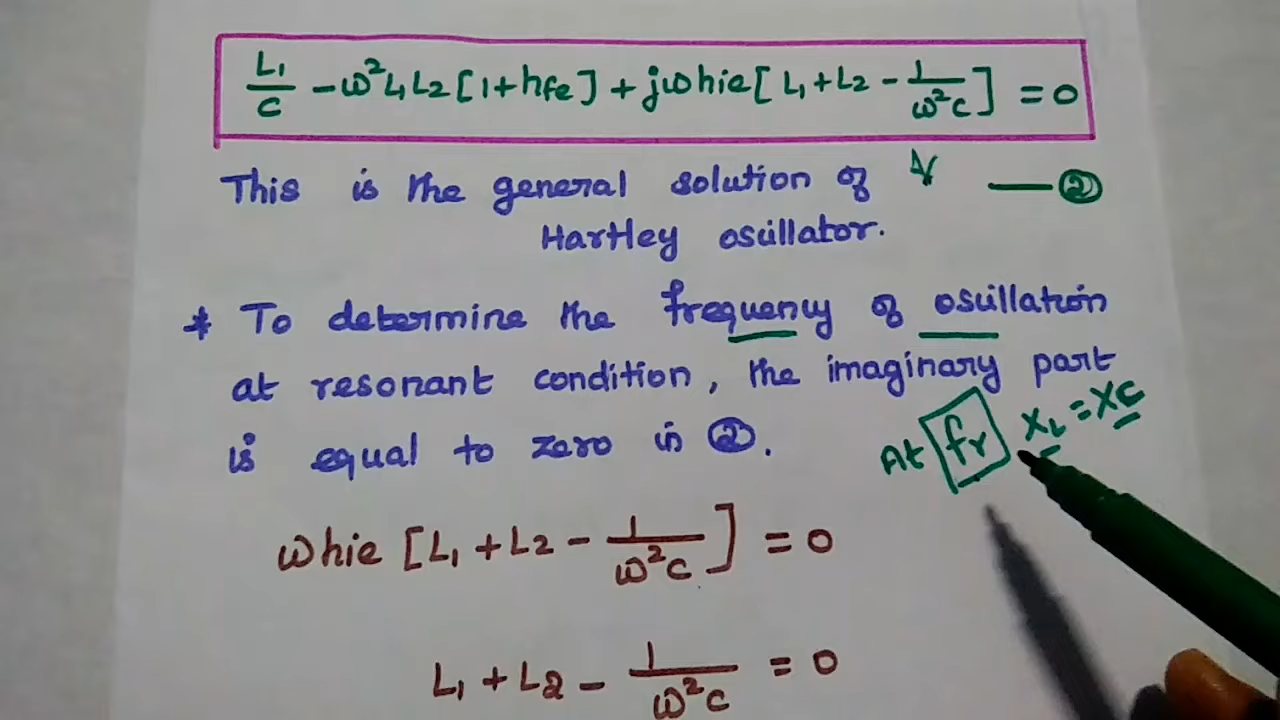 L1/C - ω²L1L2 [1+hfe] + jωhie [L1+L2 - 1/ω²C] = 0
This is the general solution of — ②
Hartley oscillator.
* To determine the frequency of oscillation
at resonant condition, the imaginary part
is equal to zero in ②.
At fr XL = XC
ωhie [L1 + L2 - 1/ω²C] = 0
L1 + L2 - 1/ω²C = 0